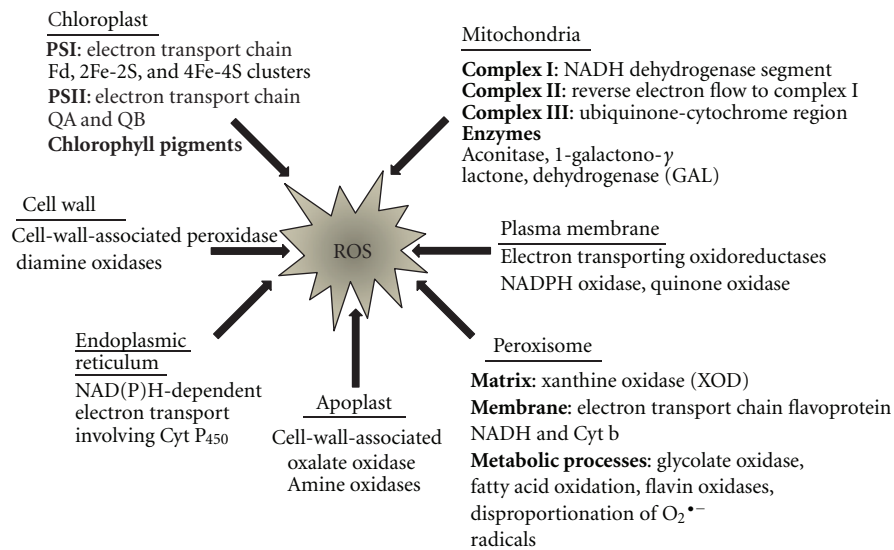 Chloroplast
PSI: electron transport chain
Fd, 2Fe-2S, and 4Fe-4S clusters
PSII: electron transport chain
QA and QB
Chlorophyll pigments
Mitochondria
Complex I: NADH dehydrogenase segment
Complex II: reverse electron flow to complex I
Complex III: ubiquinone-cytochrome region
Enzymes
Aconitase, 1-galactono-γ
lactone, dehydrogenase (GAL)
Cell wall
Cell-wall-associated peroxidase
diamine oxidases
ROS
Plasma membrane
Electron transporting oxidoreductases
NADPH oxidase, quinone oxidase
Endoplasmic
reticulum
NAD(P)H-dependent
electron transport
involving Cyt P450
Apoplast
Cell-wall-associated
oxalate oxidase
Amine oxidases
Peroxisome
Matrix: xanthine oxidase (XOD)
Membrane: electron transport chain flavoprotein
NADH and Cyt b
Metabolic processes: glycolate oxidase,
fatty acid oxidation, flavin oxidases,
disproportionation of O2•−
radicals